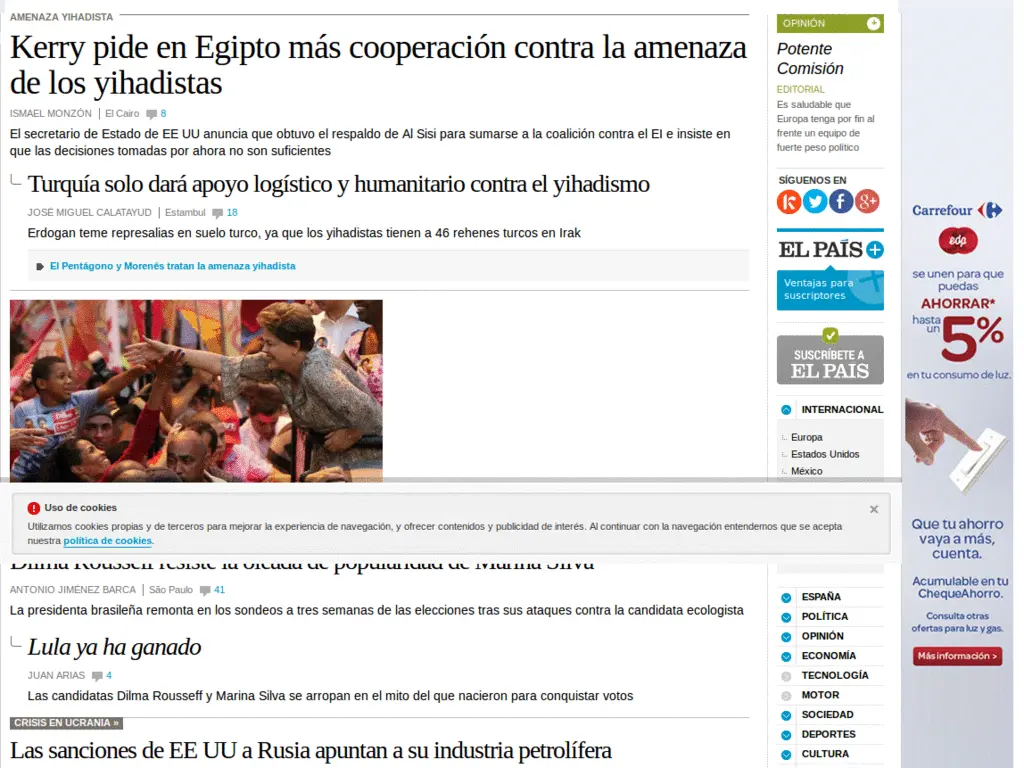 AMENAZA YIHADISTA
Kerry pide en Egipto más cooperación contra la amenaza
de los yihadistas
ISMAEL MONZÓN | El Cairo 8
El secretario de Estado de EE UU anuncia que obtuvo el respaldo de Al Sisi para sumarse a la coalición contra el EI e insiste en
que las decisiones tomadas por ahora no son suficientes
Turquía solo dará apoyo logístico y humanitario contra el yihadismo
JOSÉ MIGUEL CALATAYUD | Estambul 18
Erdogan teme represalias en suelo turco, ya que los yihadistas tienen a 46 rehenes turcos en Irak
El Pentágono y Morenés tratan la amenaza yihadista
Uso de cookies
Utilizamos cookies propias y de terceros para mejorar la experiencia de navegación, y ofrecer contenidos y publicidad de interés. Al continuar con la navegación entendemos que se acepta
nuestra política de cookies.
Dilma Rousseff resiste la oleada de popularidad de Marina Silva
ANTONIO JIMÉNEZ BARCA | São Paulo 41
La presidenta brasileña remonta en los sondeos a tres semanas de las elecciones tras sus ataques contra la candidata ecologista
Lula ya ha ganado
JUAN ARIAS 4
Las candidatas Dilma Rousseff y Marina Silva se arropan en el mito del que nacieron para conquistar votos
CRISIS EN UCRANIA »
Las sanciones de EE UU a Rusia apuntan a su industria petrolífera
OPINIÓN
Potente
Comisión
EDITORIAL
Es saludable que
Europa tenga por fin al
frente un equipo de
fuerte peso político
SÍGUENOS EN
EL PAÍS +
Ventajas para
suscriptores
SUSCRÍBETE A
EL PAIS
INTERNACIONAL
Europa
Estados Unidos
México
ESPAÑA
POLÍTICA
OPINIÓN
ECONOMÍA
TECNOLOGÍA
MOTOR
SOCIEDAD
DEPORTES
CULTURA
Carrefour
edp
se unen para que
puedas
AHORRAR*
hasta
un 5%
en tu consumo de luz.
Que tu ahorro
vaya a más,
cuenta.
Acumulable en tu
ChequeAhorro.
Consulta otras
ofertas para luz y gas.
Más información >